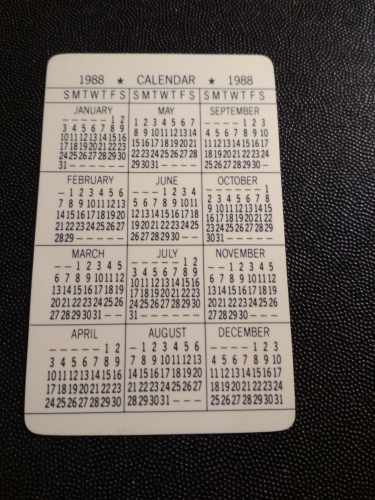 1988 ★ CALENDAR ★ 1988
S M T W T F S S M T W T F S S M T W T F S
JANUARY
– – – – – 1 2
3 4 5 6 7 8 9
10 11 12 13 14 15 16
17 18 19 20 21 22 23
24 25 26 27 28 29 30
31 – – – – – –
MAY
1 2 3 4 5 6 7
8 9 10 11 12 13 14
15 16 17 18 19 20 21
22 23 24 25 26 27 28
29 30 31 – – – –
SEPTEMBER
– – – – 1 2 3
4 5 6 7 8 9 10
11 12 13 14 15 16 17
18 19 20 21 22 23 24
25 26 27 28 29 30 –
FEBRUARY
– 1 2 3 4 5 6
7 8 9 10 11 12 13
14 15 16 17 18 19 20
21 22 23 24 25 26 27
28 29 – – – – –
JUNE
– – – 1 2 3 4
5 6 7 8 9 10 11
12 13 14 15 16 17 18
19 20 21 22 23 24 25
26 27 28 29 30 – –
OCTOBER
– – – – – – 1
2 3 4 5 6 7 8
9 10 11 12 13 14 15
16 17 18 19 20 21 22
23 24 25 26 27 28 29
30 31 – – – – –
MARCH
– – 1 2 3 4 5
6 7 8 9 10 11 12
13 14 15 16 17 18 19
20 21 22 23 24 25 26
27 28 29 30 31 – –
JULY
– – – – – 1 2
3 4 5 6 7 8 9
10 11 12 13 14 15 16
17 18 19 20 21 22 23
24 25 26 27 28 29 30
31 – – – – – –
NOVEMBER
– – 1 2 3 4 5
6 7 8 9 10 11 12
13 14 15 16 17 18 19
20 21 22 23 24 25 26
27 28 29 30 – – –
APRIL
– – – – – 1 2
3 4 5 6 7 8 9
10 11 12 13 14 15 16
17 18 19 20 21 22 23
24 25 26 27 28 29 30
AUGUST
– 1 2 3 4 5 6
7 8 9 10 11 12 13
14 15 16 17 18 19 20
21 22 23 24 25 26 27
28 29 30 31 – – –
DECEMBER
– – – – 1 2 3
4 5 6 7 8 9 10
11 12 13 14 15 16 17
18 19 20 21 22 23 24
25 26 27 28 29 30 31